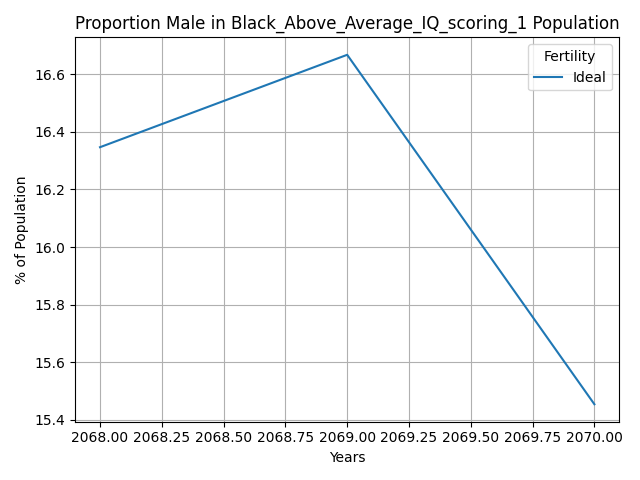 Proportion Male in Black_Above_Average_IQ_scoring_1 Population
Fertility
Ideal
% of Population
16.6
16.4
16.2
16.0
15.8
15.6
15.4
2068.00 2068.25 2068.50 2068.75 2069.00 2069.25 2069.50 2069.75 2070.00
Years